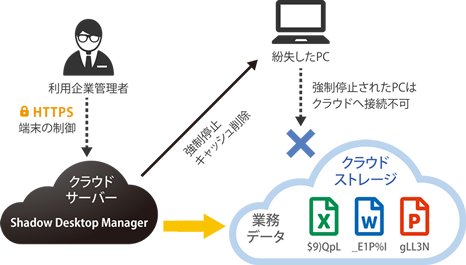 利用企業管理者
HTTPS
端末の制御
クラウド
サーバー
Shadow Desktop Manager
強制停止
キャッシュ削除
紛失したPC
強制停止されたPCは
クラウドへ接続不可
クラウド
ストレージ
業務
データ
X
W
P
$9)QpL
_E1P%I
gLL3N